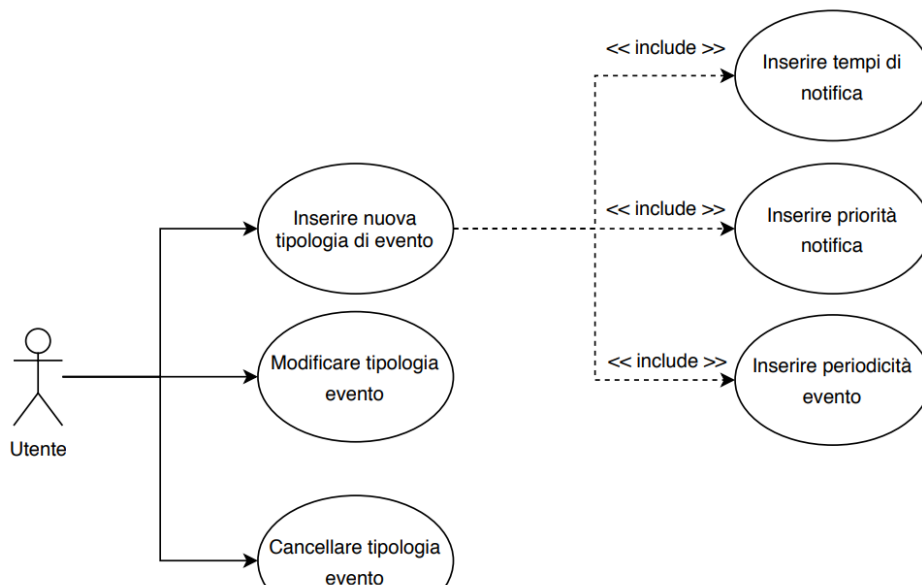 << include >>
Inserire tempi di
notifica
Inserire nuova
tipologia di evento
<< include >>
Inserire priorità
notifica
Utente
Modificare tipologia
evento
<< include >>
Inserire periodicità
evento
Cancellare tipologia
evento